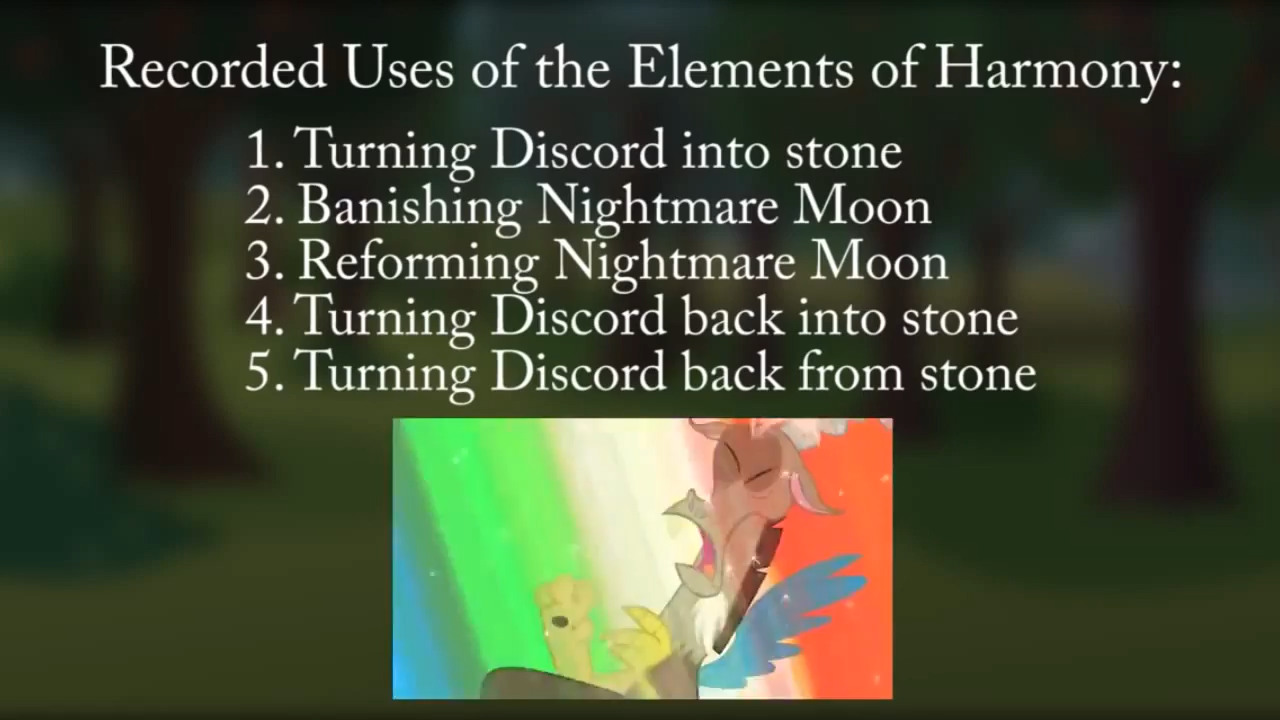 Recorded Uses of the Elements of Harmony:
1. Turning Discord into stone
2. Banishing Nightmare Moon
3. Reforming Nightmare Moon
4. Turning Discord back into stone
5. Turning Discord back from stone